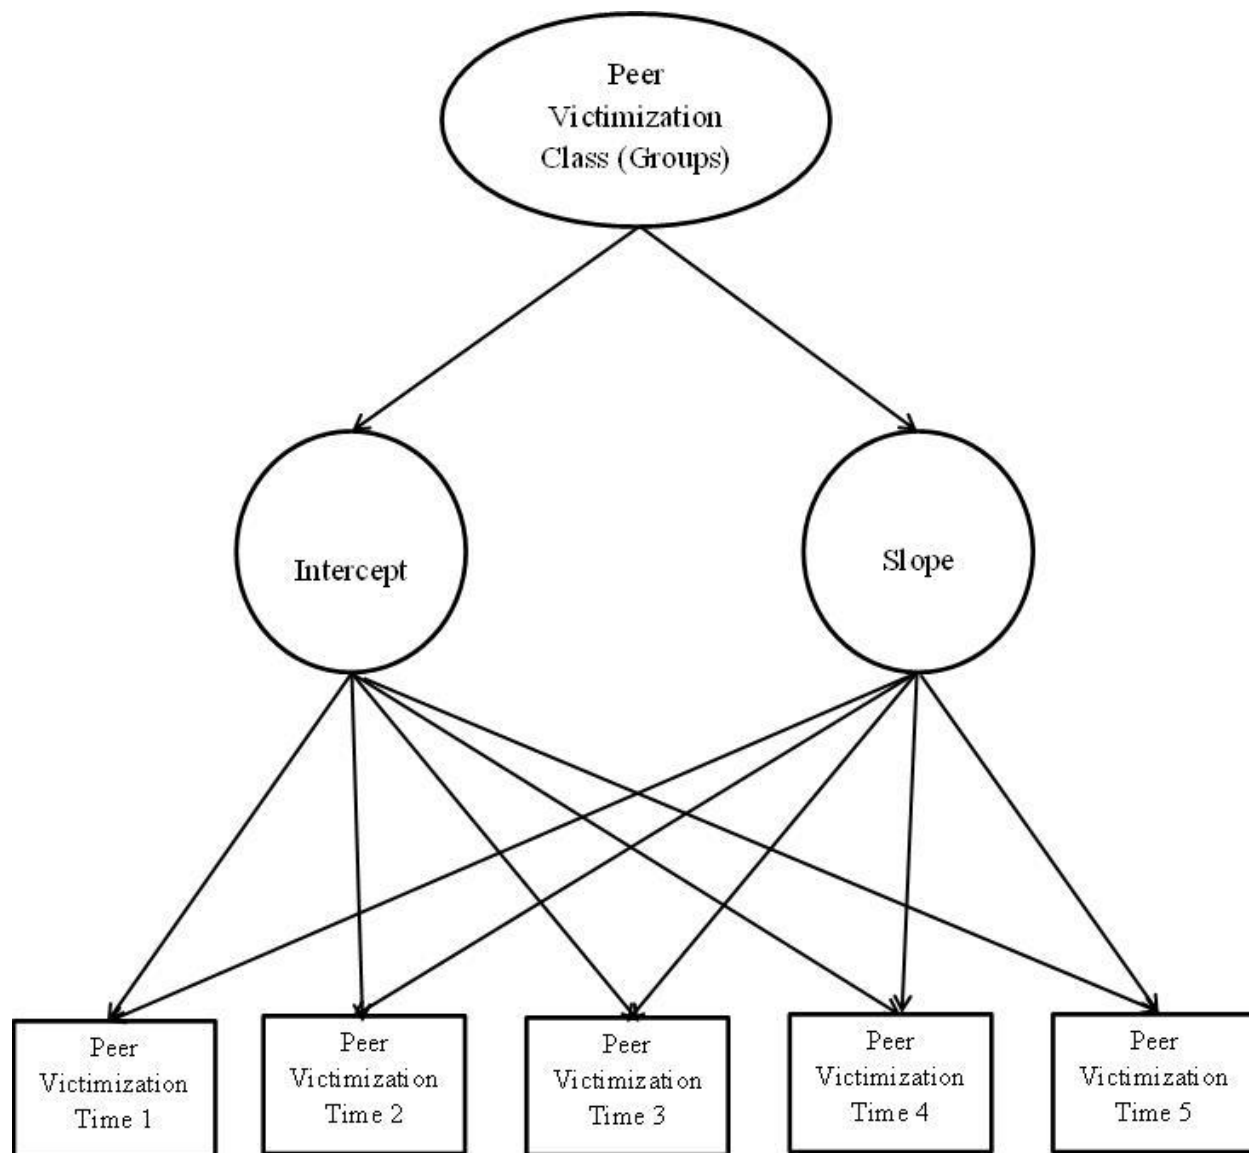 Peer
Victimization
Class (Groups)
Intercept
Slope
Peer
Victimization
Time 1
Peer
Victimization
Time 2
Peer
Victimization
Time 3
Peer
Victimization
Time 4
Peer
Victimization
Time 5